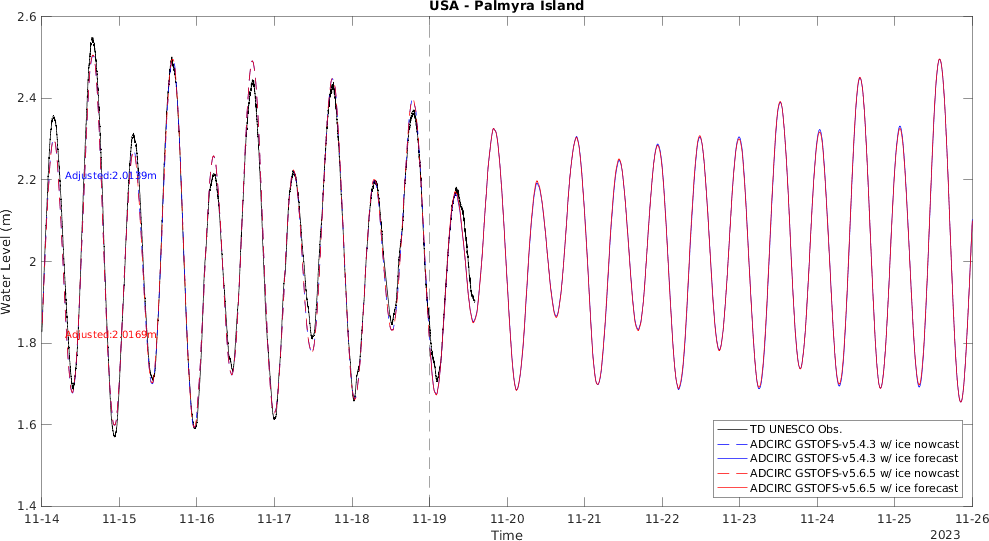 USA - Palmyra Island
2.6
2.4
2.2
2
1.8
1.6
1.4
Water Level (m)
Adjusted:2.0139m
Adjusted:2.0169m
TD UNESCO Obs.
ADCIRC GSTOFS-v5.4.3 w/ ice nowcast
ADCIRC GSTOFS-v5.4.3 w/ ice forecast
ADCIRC GSTOFS-v5.6.5 w/ ice nowcast
ADCIRC GSTOFS-v5.6.5 w/ ice forecast
11-14 11-15 11-16 11-17 11-18 11-19 11-20 11-21 11-22 11-23 11-24 11-25 11-26
Time
2023